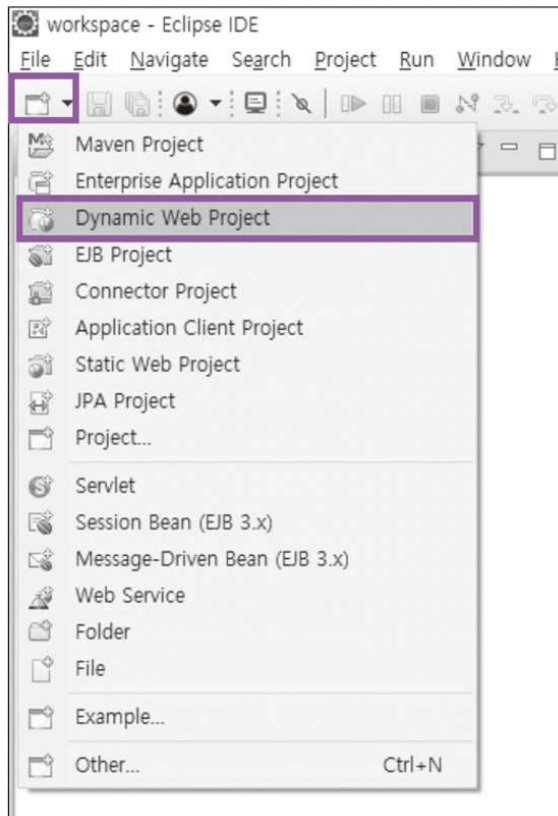 workspace - Eclipse IDE
File Edit Navigate Search Project Run Window
Maven Project
Enterprise Application Project
Dynamic Web Project
EJB Project
Connector Project
Application Client Project
Static Web Project
JPA Project
Project...
Servlet
Session Bean (EJB 3.x)
Message-Driven Bean (EJB 3.x)
Web Service
Folder
File
Example...
Other... Ctrl+N